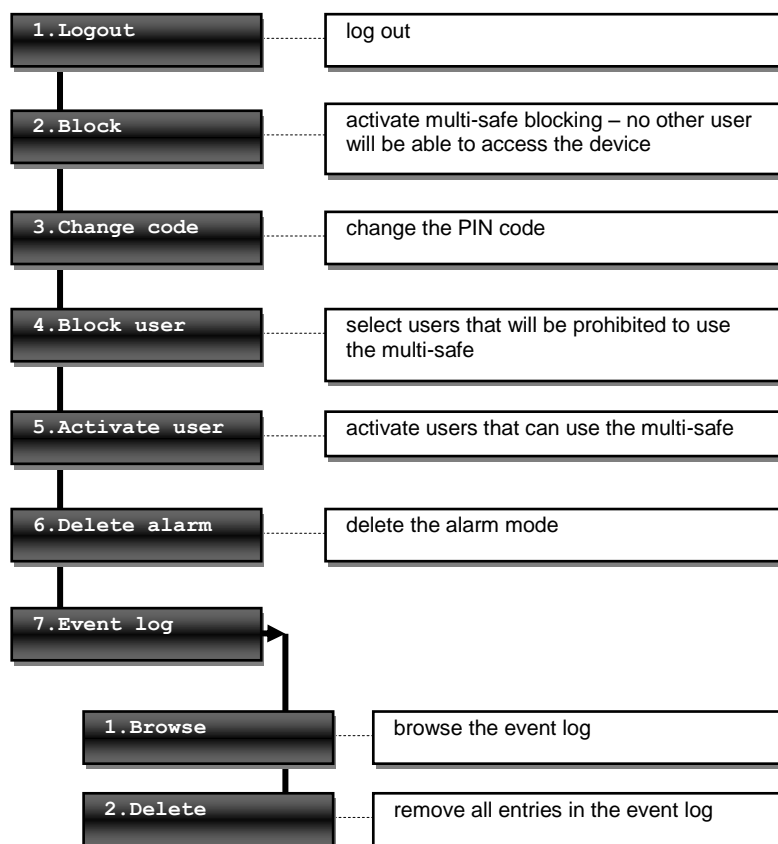 1.Logout
log out
2.Block
activate multi-safe blocking – no other user
will be able to access the device
3.Change code
change the PIN code
4.Block user
select users that will be prohibited to use
the multi-safe
5.Activate user
activate users that can use the multi-safe
6.Delete alarm
delete the alarm mode
7.Event log
1.Browse
browse the event log
2.Delete
remove all entries in the event log